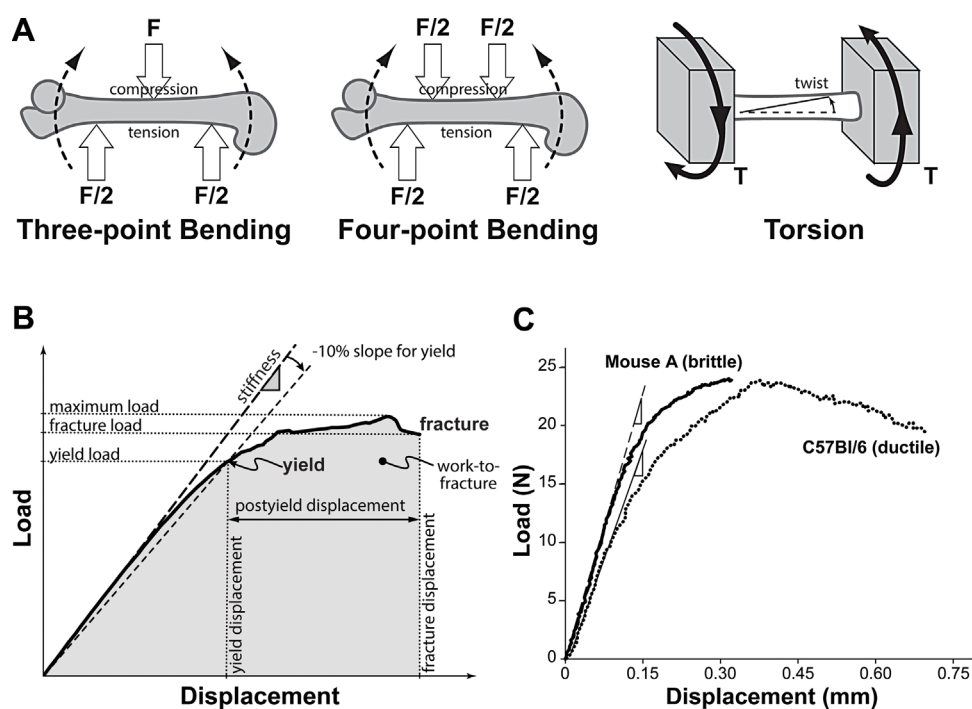 A
F
F/2 F/2
compression
compression
twist
tension
tension
F/2 F/2
F/2 F/2
T
T
Three-point Bending
Four-point Bending
Torsion
B
Load
stiffness
-10% slope for yield
maximum load
fracture load
fracture
yield load
yield
work-to-
fracture
postyield displacement
yield displacement
fracture displacement
Displacement
C
Load (N)
25
20
15
10
5
0
Mouse A (brittle)
C57Bl/6 (ductile)
0 0.15 0.30 0.45 0.60 0.75
Displacement (mm)